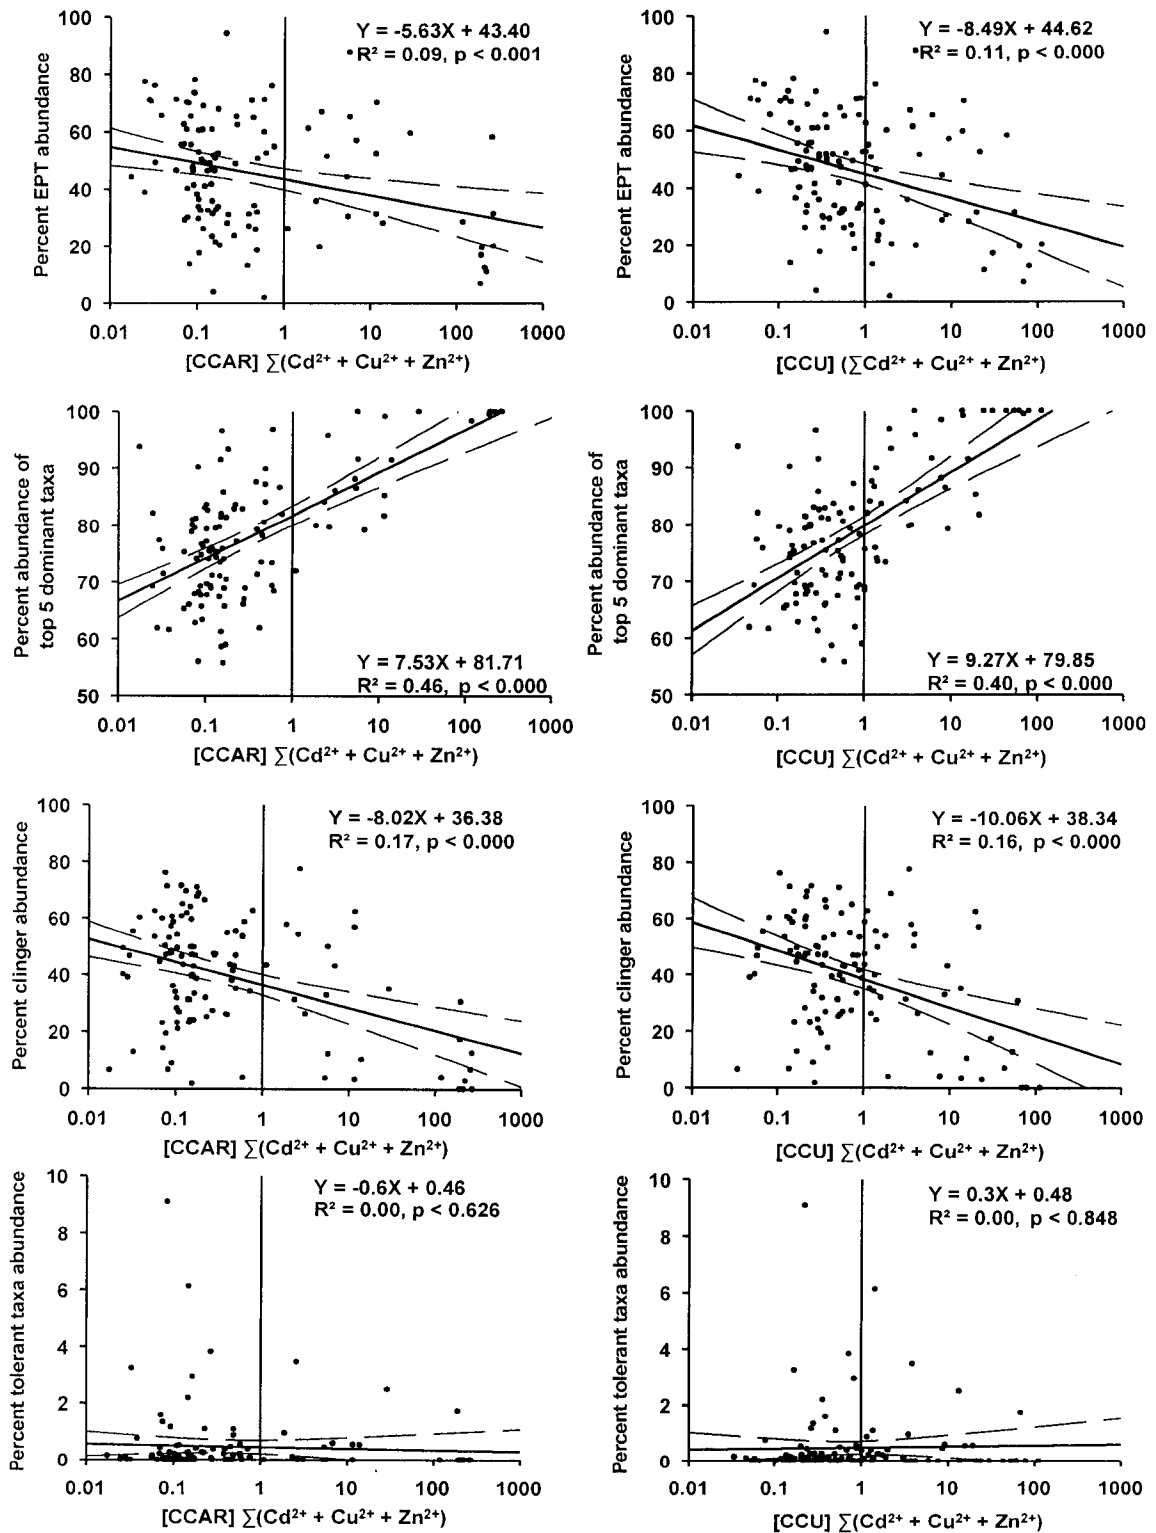 Y = -5.63X + 43.40
R² = 0.09, p < 0.001
Percent EPT abundance
100
80
60
40
20
0
0.01 0.1 1 10 100 1000
[CCAR] ∑(Cd²⁺ + Cu²⁺ + Zn²⁺)
Y = -8.49X + 44.62
R² = 0.11, p < 0.000
Percent EPT abundance
100
80
60
40
20
0
0.01 0.1 1 10 100 1000
[CCU] (∑Cd²⁺ + Cu²⁺ + Zn²⁺)
Percent abundance of
top 5 dominant taxa
100
90
80
70
60
50
Y = 7.53X + 81.71
R² = 0.46, p < 0.000
0.01 0.1 1 10 100 1000
[CCAR] ∑(Cd²⁺ + Cu²⁺ + Zn²⁺)
Percent abundance of
top 5 dominant taxa
100
90
80
70
60
50
Y = 9.27X + 79.85
R² = 0.40, p < 0.000
0.01 0.1 1 10 100 1000
[CCU] ∑(Cd²⁺ + Cu²⁺ + Zn²⁺)
Y = -8.02X + 36.38
R² = 0.17, p < 0.000
Percent clinger abundance
100
80
60
40
20
0
0.01 0.1 1 10 100 1000
[CCAR] ∑(Cd²⁺ + Cu²⁺ + Zn²⁺)
Y = -10.06X + 38.34
R² = 0.16, p < 0.000
Percent clinger abundance
100
80
60
40
20
0
0.01 0.1 1 10 100 1000
[CCU] ∑(Cd²⁺ + Cu²⁺ + Zn²⁺)
Y = -0.6X + 0.46
R² = 0.00, p < 0.626
Percent tolerant taxa abundance
10
8
6
4
2
0
0.01 0.1 1 10 100 1000
[CCAR] ∑(Cd²⁺ + Cu²⁺ + Zn²⁺)
Y = 0.3X + 0.48
R² = 0.00, p < 0.848
Percent tolerant taxa abundance
10
8
6
4
2
0
0.01 0.1 1 10 100 1000
[CCU] ∑(Cd²⁺ + Cu²⁺ + Zn²⁺)